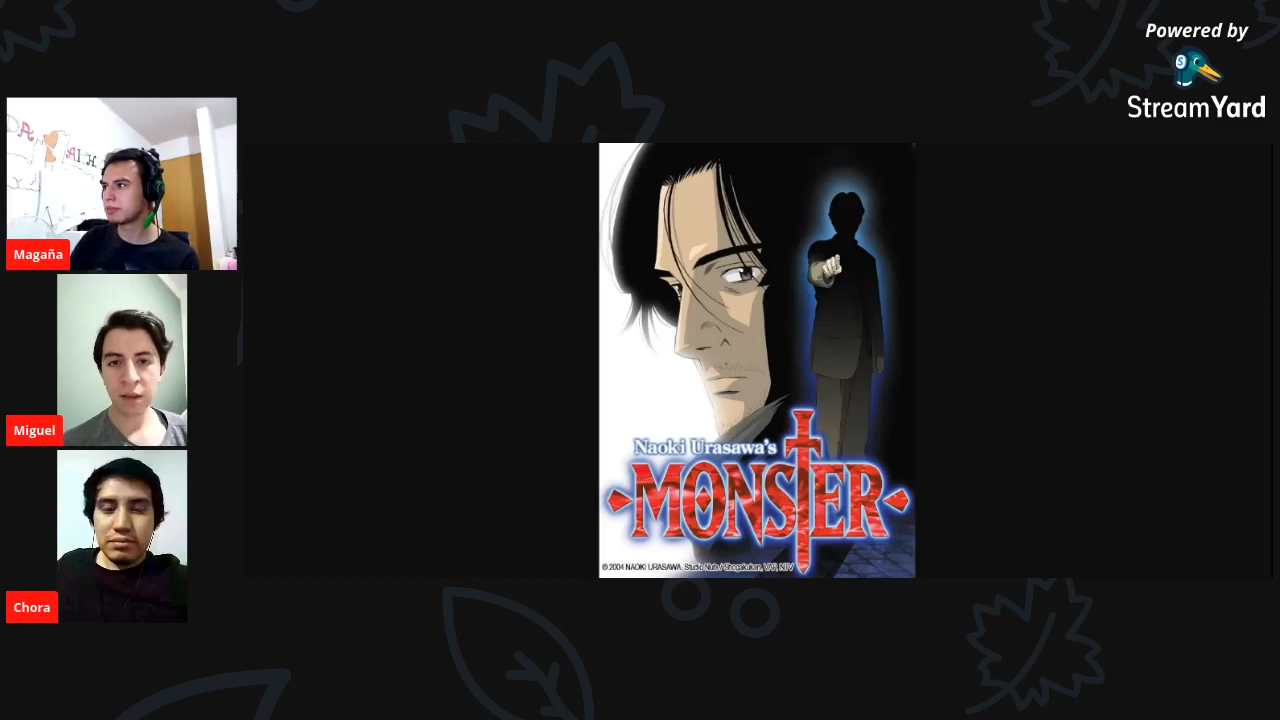 Powered by
StreamYard
Magaña
Miguel
Chora
Naoki Urasawa's
MONSTER
© 2004 NAOKI URASAWA, Studio Nuts / Shogakukan, VAP, NTV